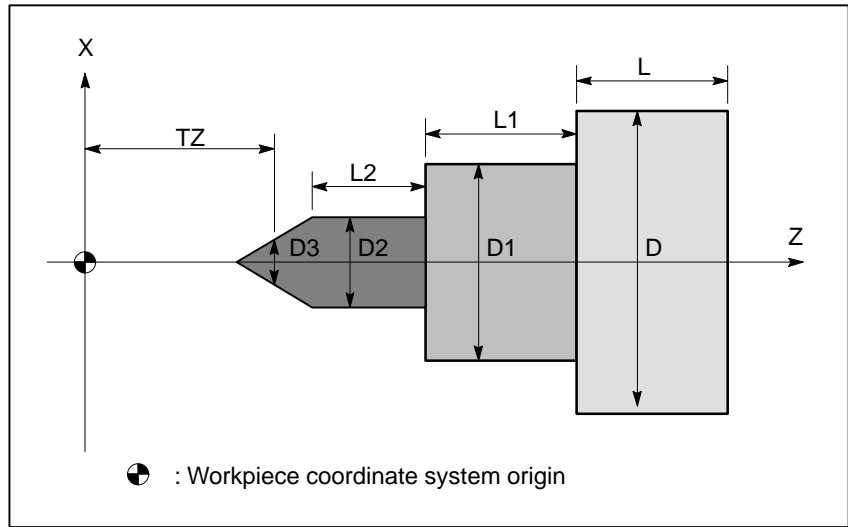 X
L
L1
TZ
L2
Z
D3
D2
D1
D
: Workpiece coordinate system origin